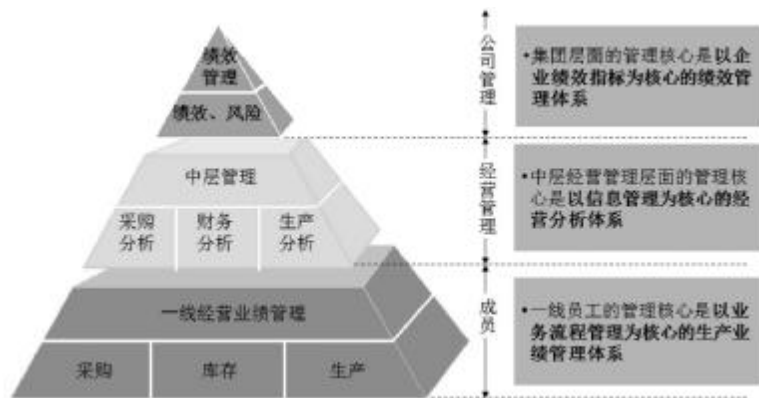 绩效
管理
绩效、风险
公司管理
•集团层面的管理核心是以企
业绩效指标为核心的绩效管
理体系
中层管理
采购
分析
财务
分析
生产
分析
经营管理
•中层经营管理层面的管理核
心是以信息管理为核心的经
营分析体系
一线经营业绩管理
采购
库存
生产
成员
•一线员工的管理核心是以业
务流程管理为核心的生产业
绩管理体系